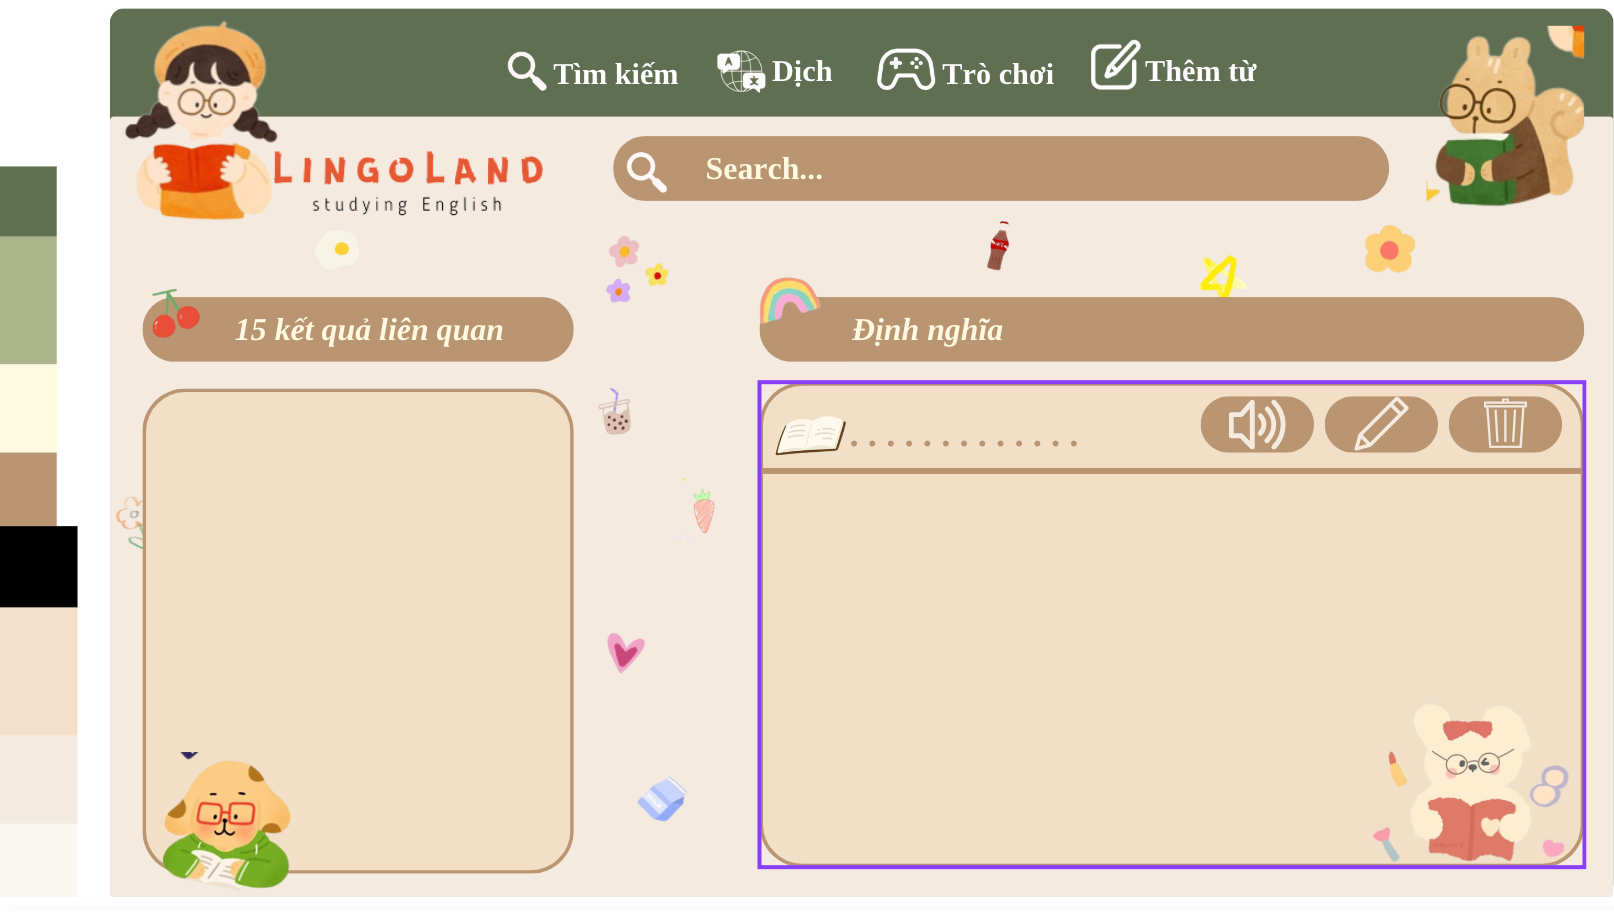 Tìm kiếm
Dịch
Trò chơi
Thêm từ
LINGOLAND
studying English
Search...
15 kết quả liên quan
Định nghĩa
.............